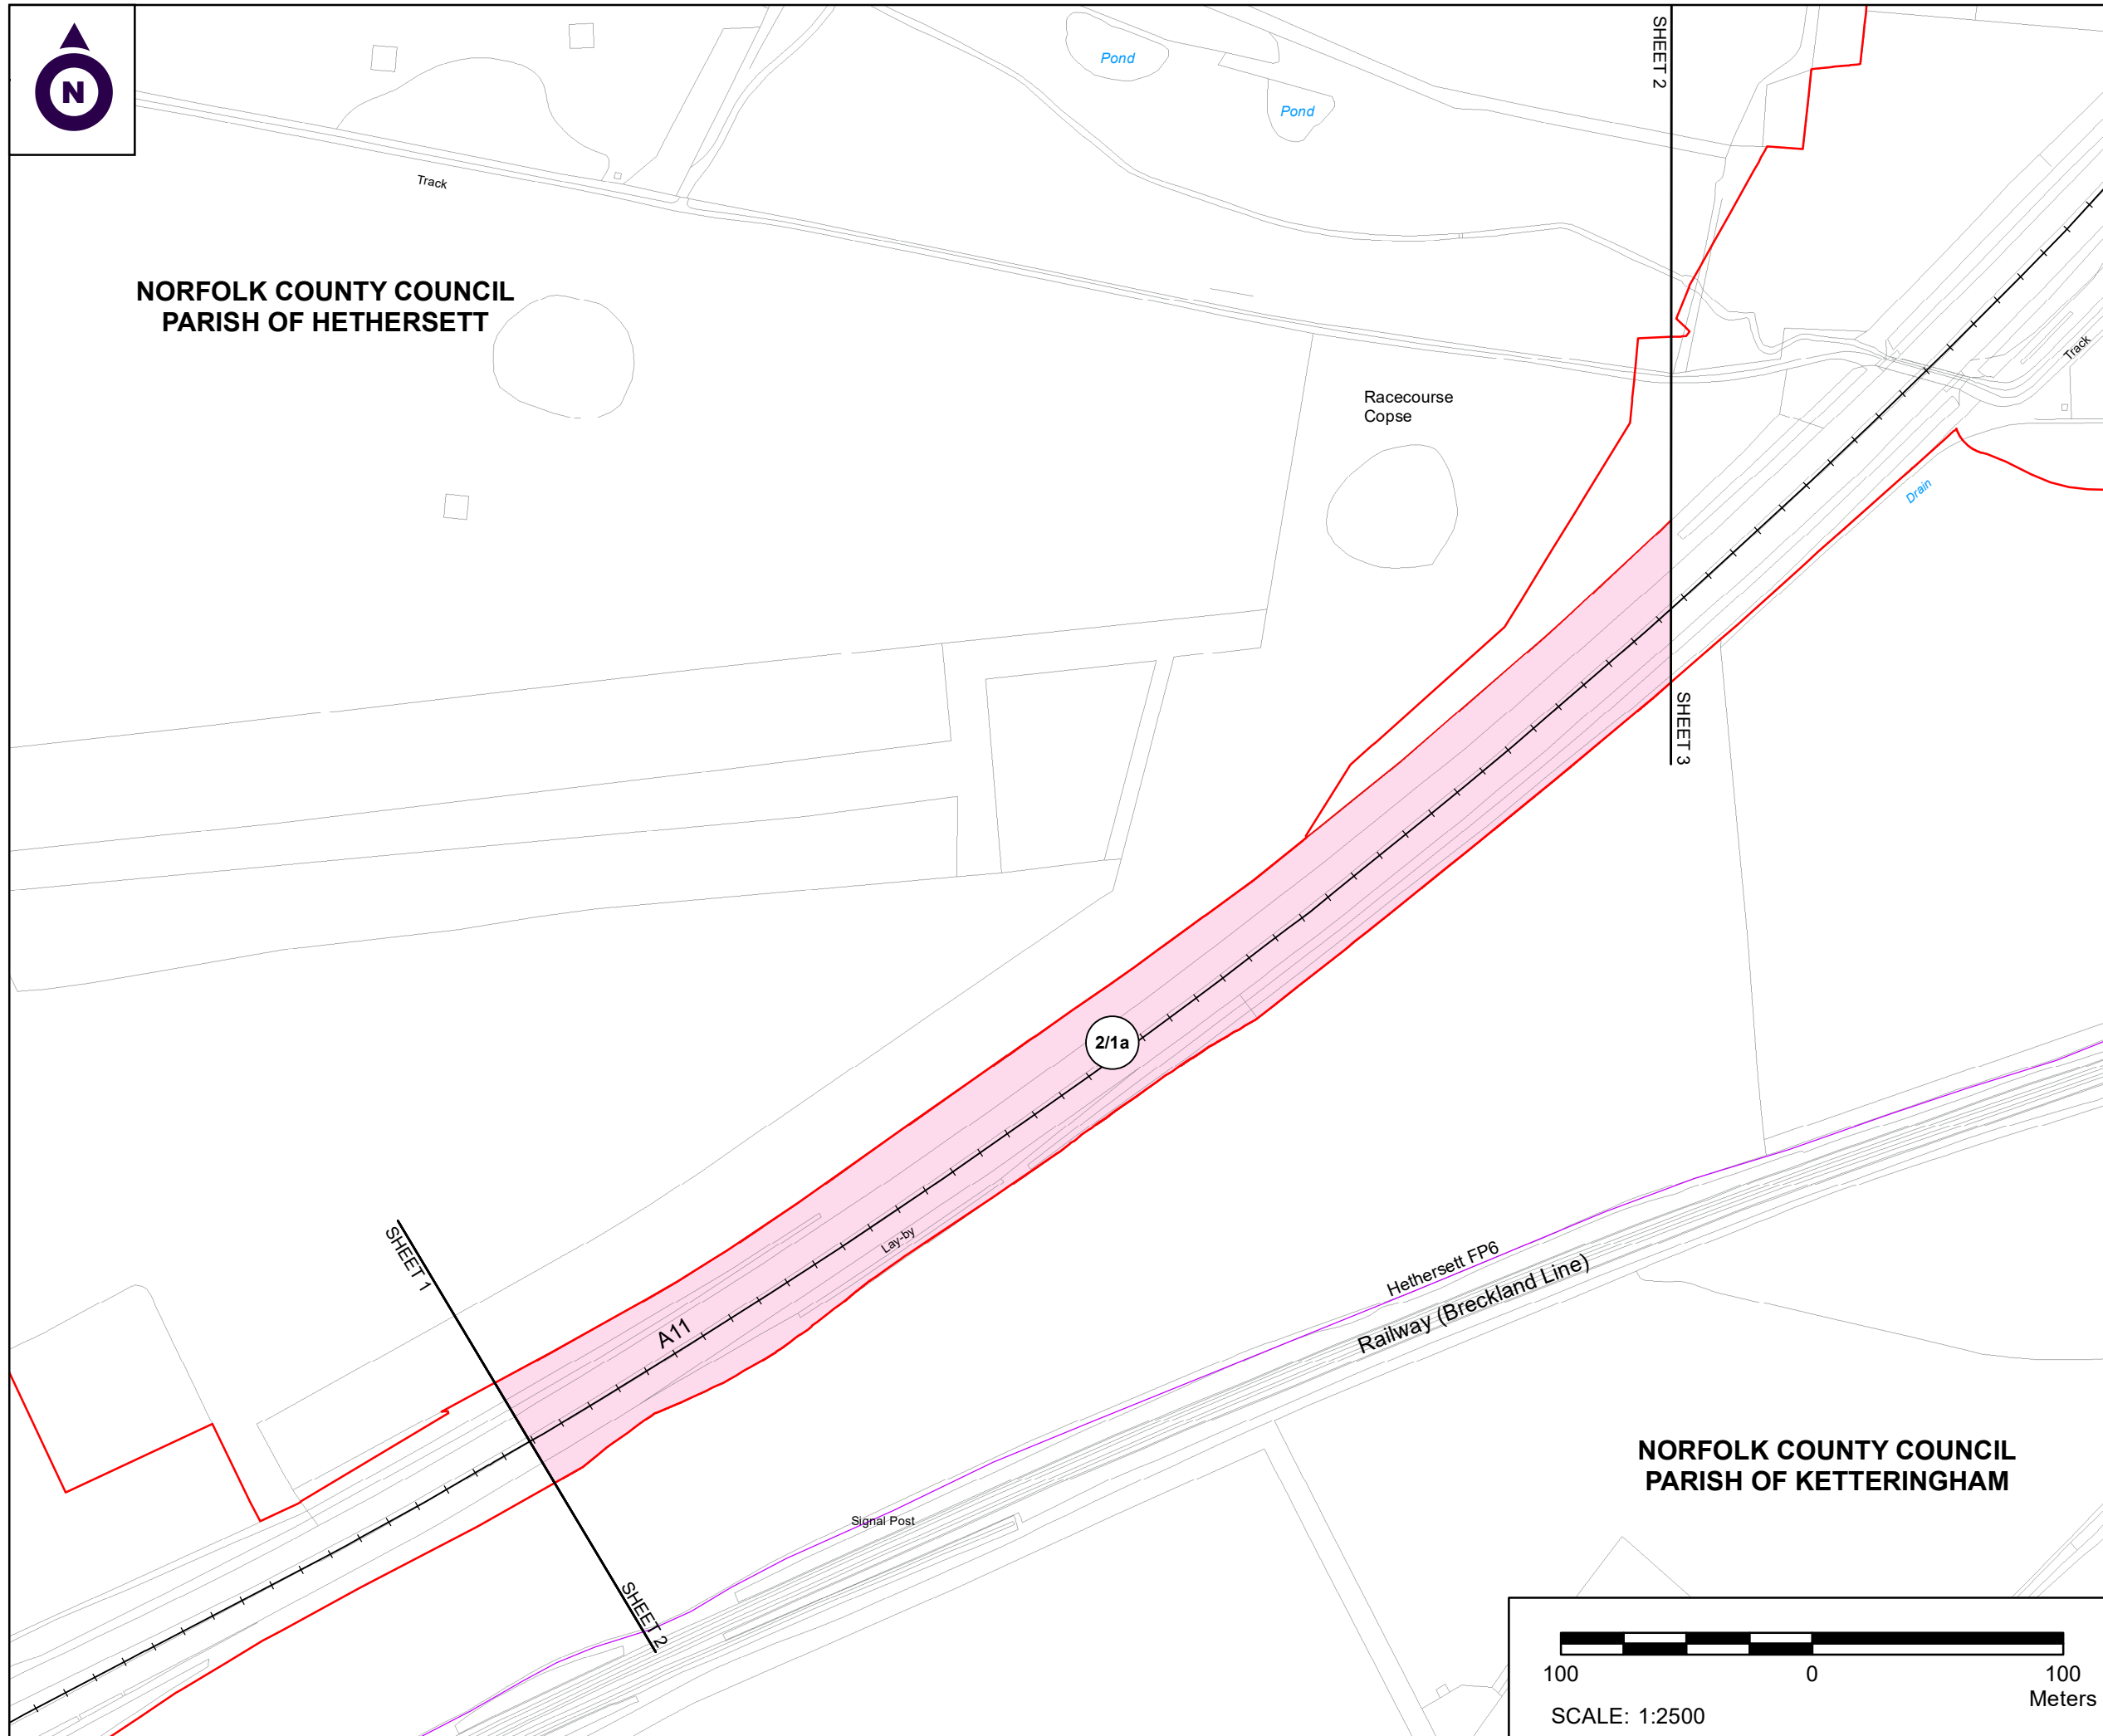 N
Pond
Pond
SHEET 2
Track
NORFOLK COUNTY COUNCIL
PARISH OF HETHERSETT
Racecourse
Copse
Track
Drain
SHEET 3
2/1a
Lay-by
SHEET 1
A11
Hethersett FP6
Railway (Breckland Line)
NORFOLK COUNTY COUNCIL
PARISH OF KETTERINGHAM
Signal Post
SHEET 2
100 0 100
Meters
SCALE: 1:2500